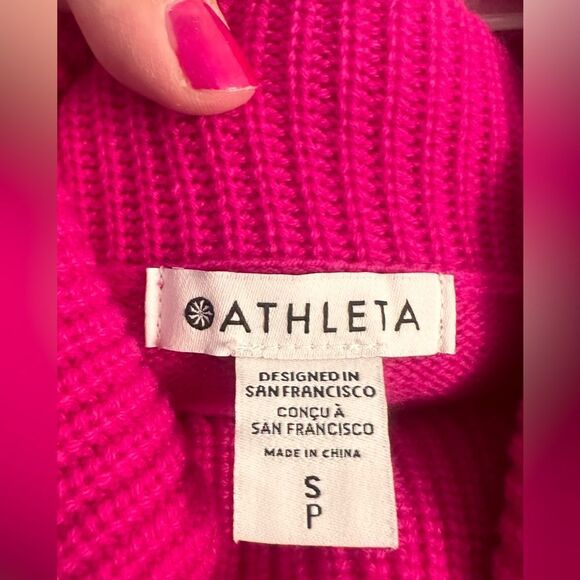 ATHLETA
DESIGNED IN
SAN FRANCISCO
CONÇU À
SAN FRANCISCO
MADE IN CHINA
S
P